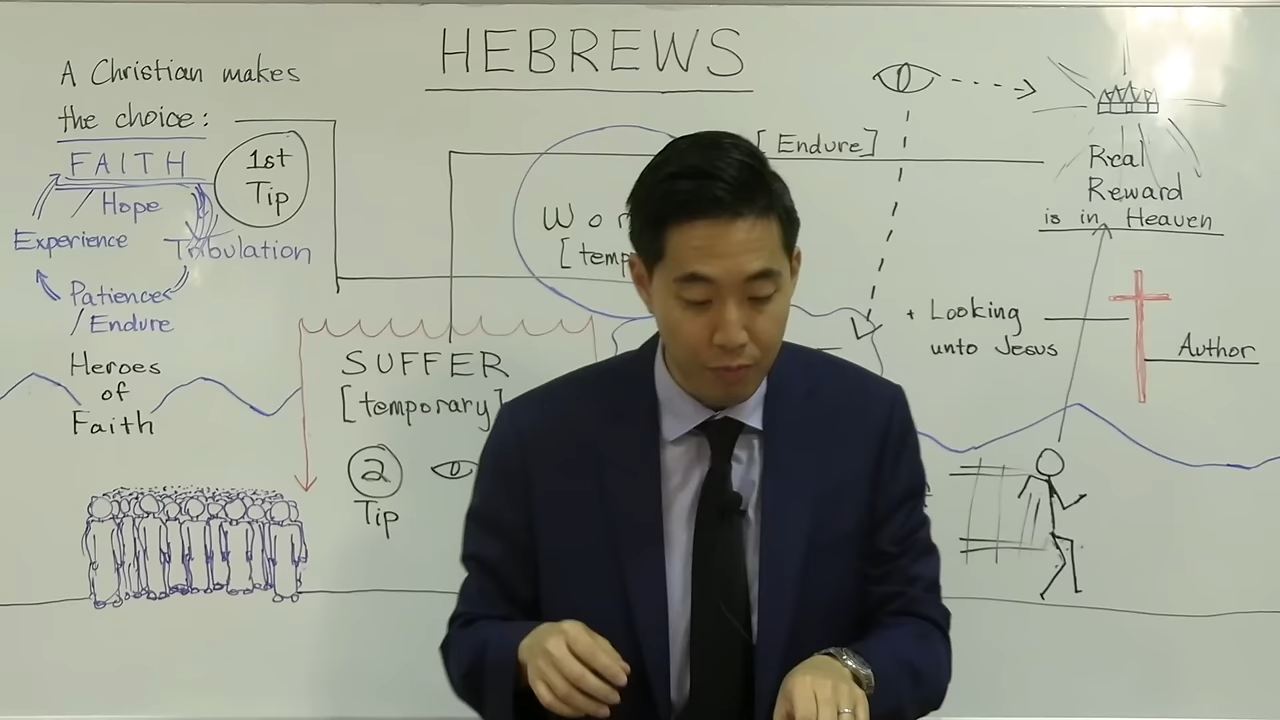 HEBREWS
A Christian makes
the choice:
FAITH
/ Hope
Experience
Tribulation
Patience
/ Endure
1st
Tip
Heroes
of
Faith
SUFFER
[temporary]
2
Tip
[Endure]
Real
Reward
is in Heaven
+ Looking
unto Jesus
Author